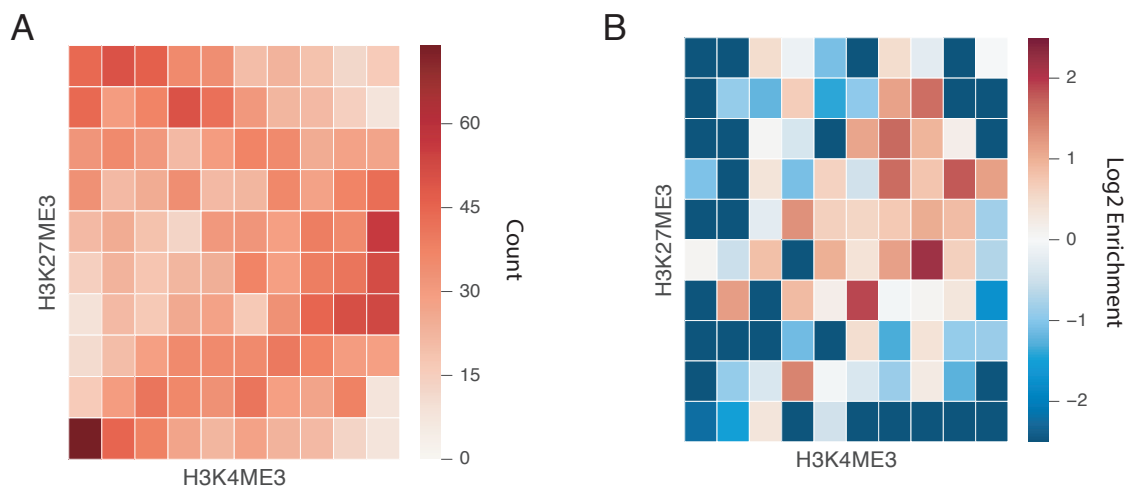 A
H3K27ME3
H3K4ME3
60
45
30
15
0
Count
B
H3K27ME3
H3K4ME3
2
1
0
−1
−2
Log2 Enrichment